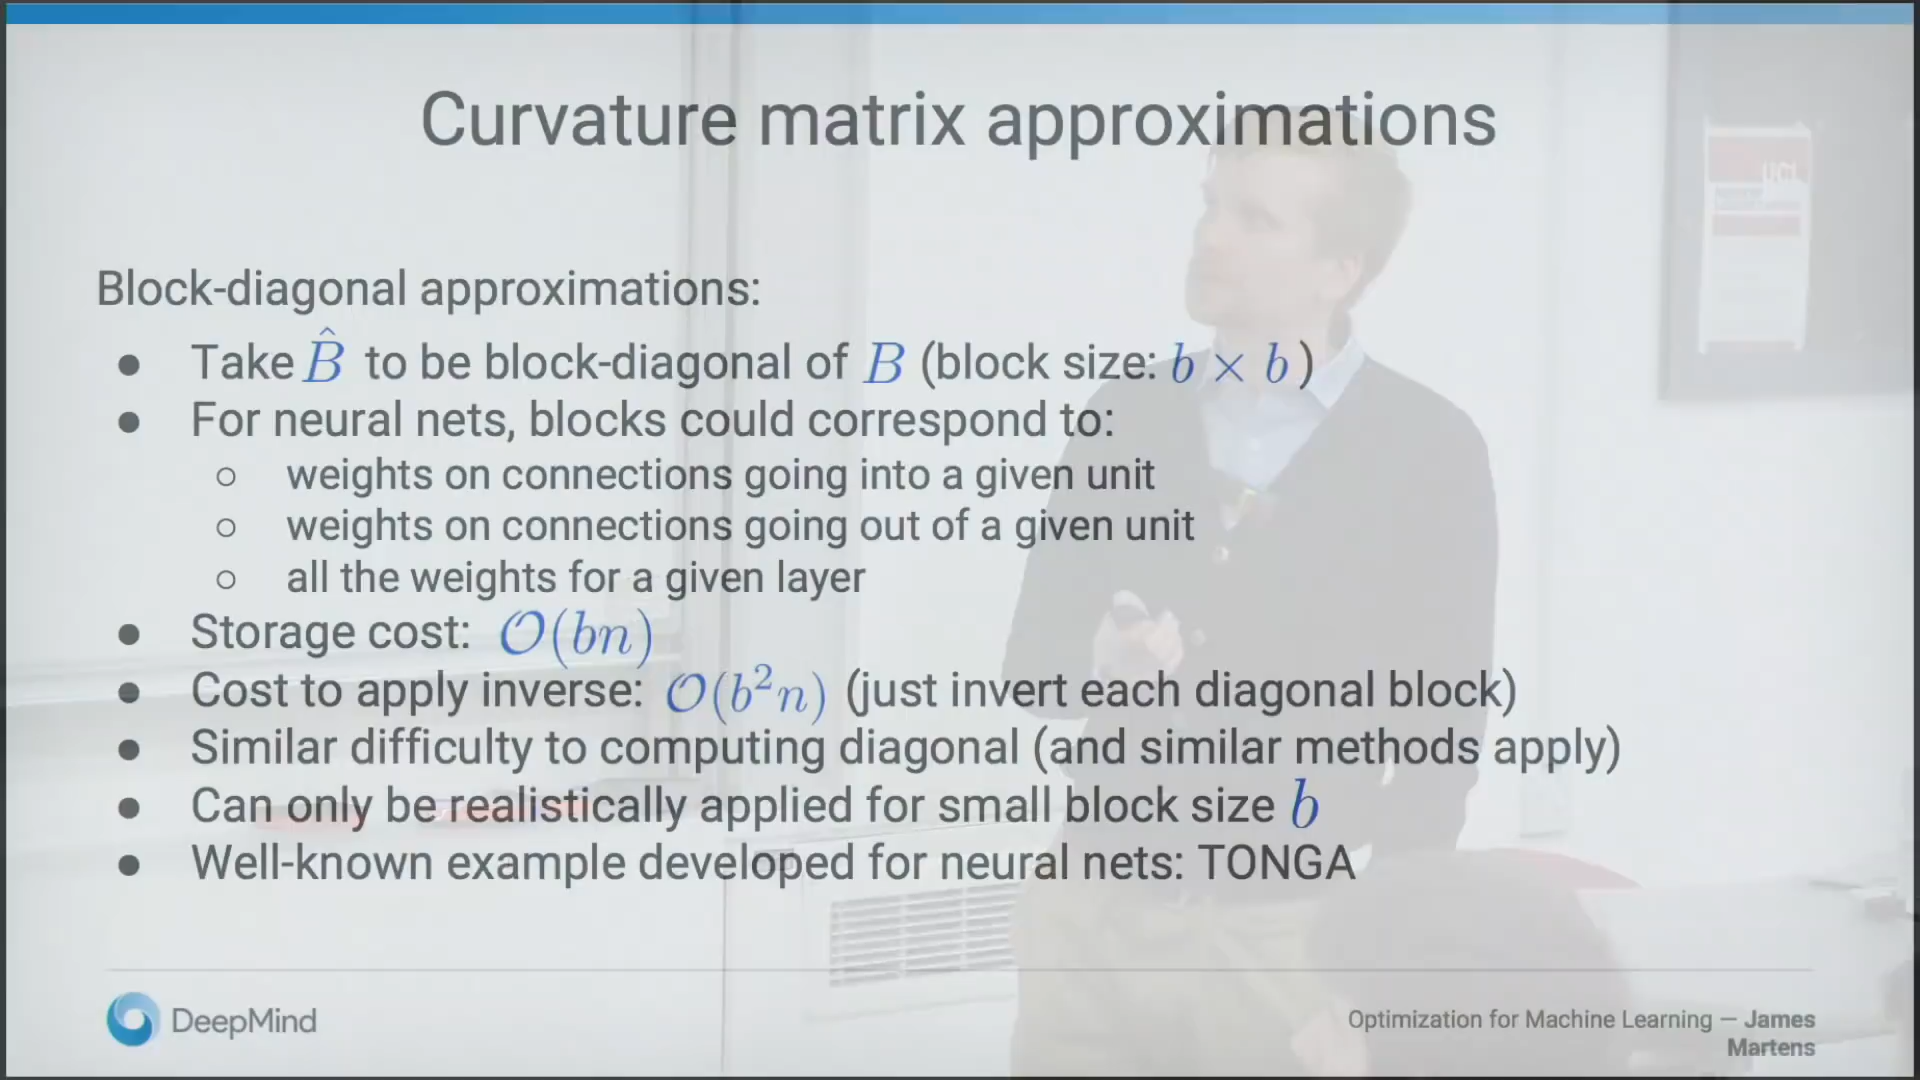 Curvature matrix approximations
UCL
Block-diagonal approximations:
● Take B̂ to be block-diagonal of B (block size: b × b)
● For neural nets, blocks could correspond to:
○ weights on connections going into a given unit
○ weights on connections going out of a given unit
○ all the weights for a given layer
● Storage cost: 𝒪(bn)
● Cost to apply inverse: 𝒪(b²n) (just invert each diagonal block)
● Similar difficulty to computing diagonal (and similar methods apply)
● Can only be realistically applied for small block size b
● Well-known example developed for neural nets: TONGA
DeepMind
Optimization for Machine Learning — James
Martens